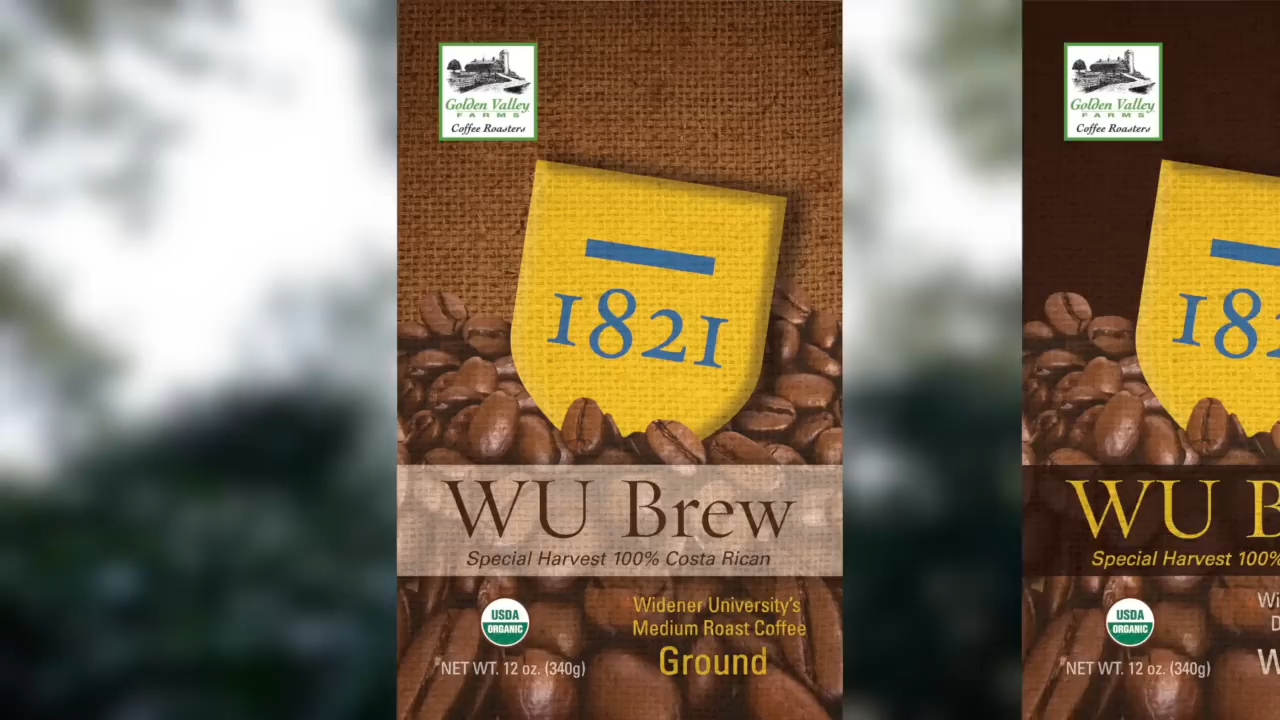 Golden Valley
FARMS
Coffee Roasters
1821
WU Brew
Special Harvest 100% Costa Rican
USDA
ORGANIC
Widener University's
Medium Roast Coffee
Ground
NET WT. 12 oz. (340g)
Golden Valley
FARMS
Coffee Roasters
WU
Special Harvest 100%
USDA
ORGANIC
NET WT. 12 oz. (340g)